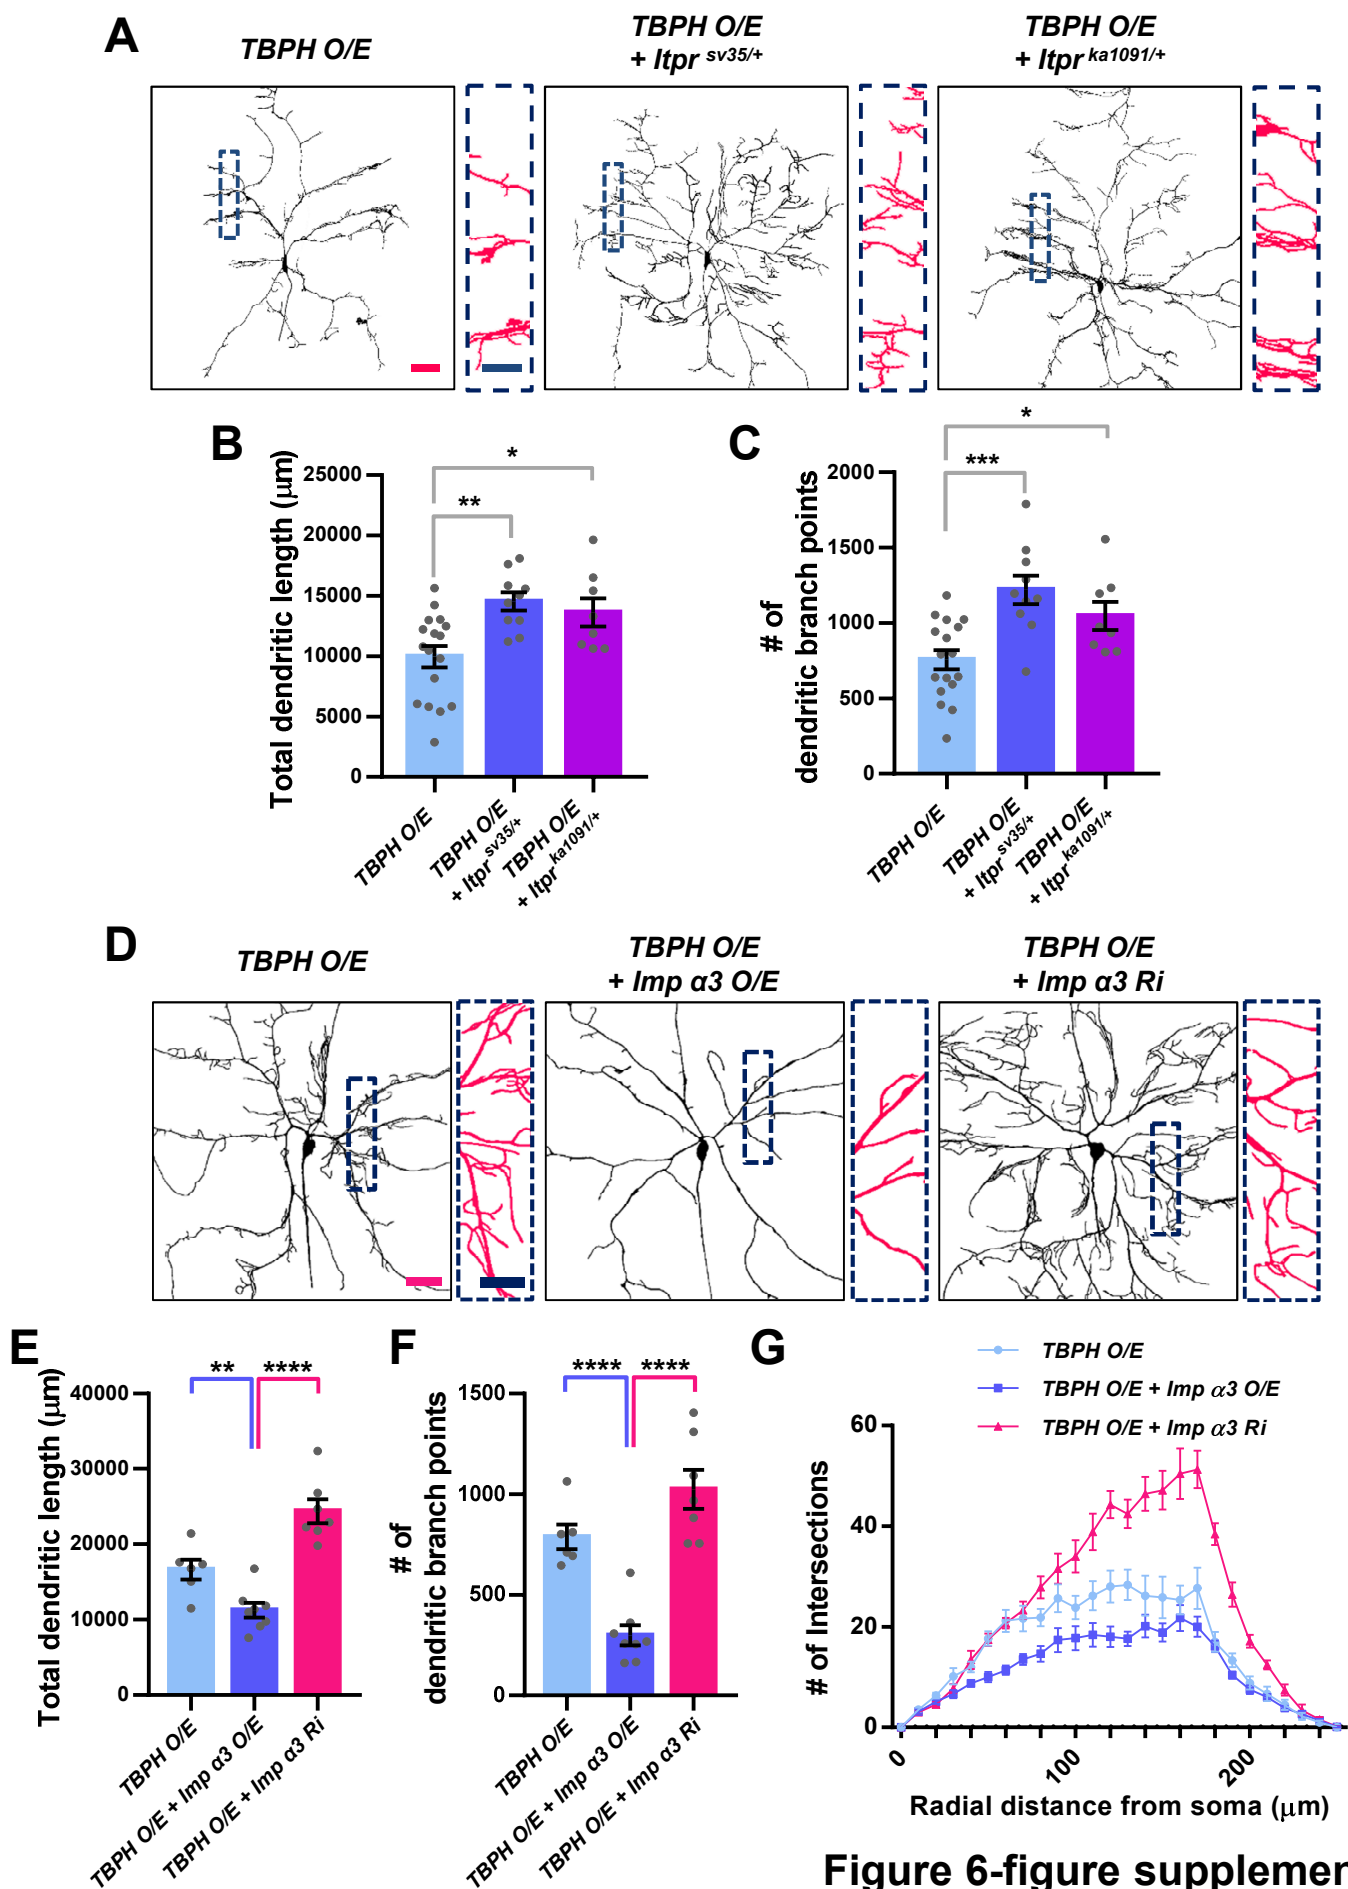 A
TBPH O/E
TBPH O/E
+ Itpr sv35/+
TBPH O/E
+ Itpr ka1091/+
B
Total dendritic length (μm)
25000
20000
15000
10000
5000
0
*
**
TBPH O/E
TBPH O/E
+ Itpr sv35/+
TBPH O/E
+ Itpr ka1091/+
C
# of
dendritic branch points
2000
1500
1000
500
0
*
***
TBPH O/E
TBPH O/E
+ Itpr sv35/+
TBPH O/E
+ Itpr ka1091/+
D
TBPH O/E
TBPH O/E
+ Imp α3 O/E
TBPH O/E
+ Imp α3 Ri
E
Total dendritic length (μm)
40000
30000
20000
10000
0
**
****
TBPH O/E
TBPH O/E + Imp α3 O/E
TBPH O/E + Imp α3 Ri
F
# of
dendritic branch points
1500
1000
500
0
****
****
TBPH O/E
TBPH O/E + Imp α3 O/E
TBPH O/E + Imp α3 Ri
G
TBPH O/E
TBPH O/E + Imp α3 O/E
TBPH O/E + Imp α3 Ri
# of Intersections
60
40
20
0
0
100
200
Radial distance from soma (μm)
Figure 6-figure supplemen